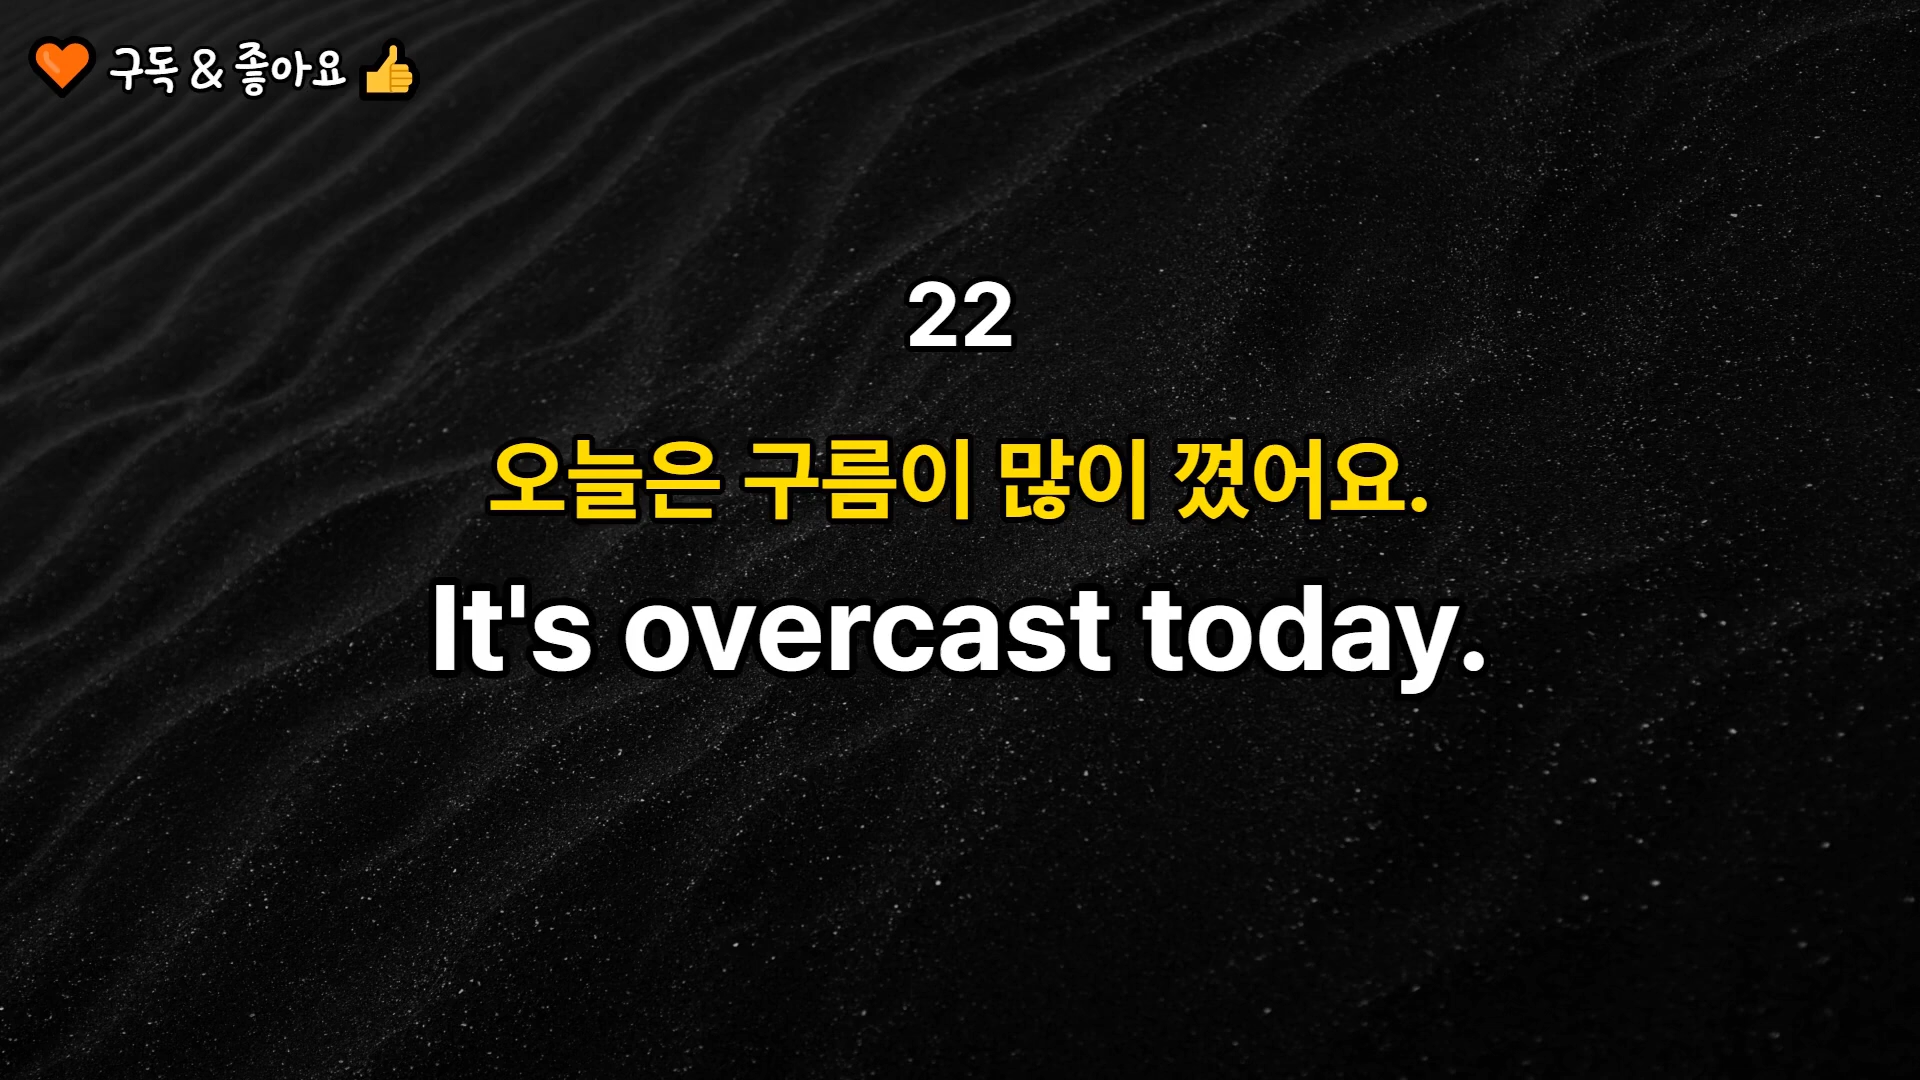 🧡 구독 & 좋아요 👍
22
오늘은 구름이 많이 꼈어요.
It's overcast today.